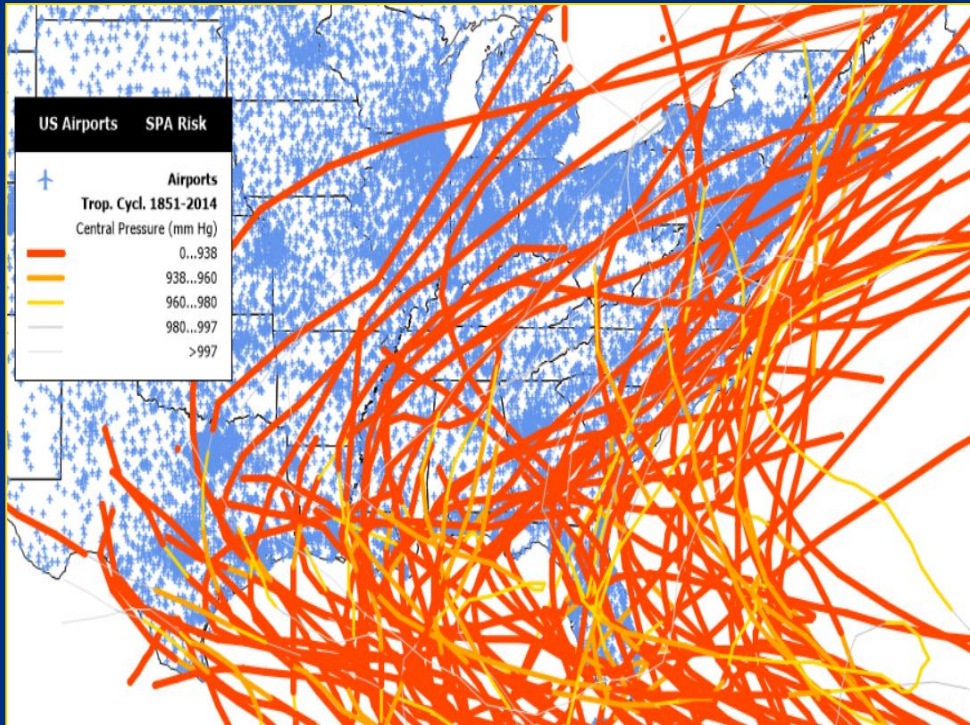 US Airports SPA Risk
Airports
Trop. Cycl. 1851-2014
Central Pressure (mm Hg)
0...938
938...960
960...980
980...997
>997